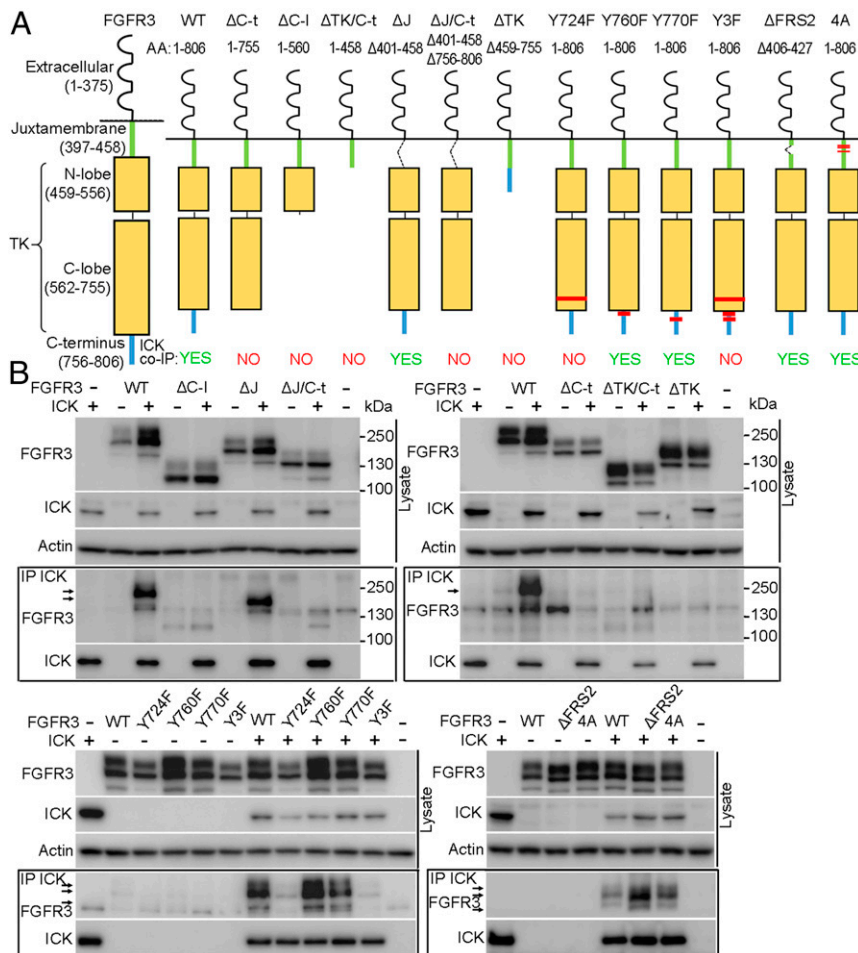 A
FGFR3 WT ΔC-t ΔC-l ΔTK/C-t ΔJ ΔJ/C-t ΔTK Y724F Y760F Y770F Y3F ΔFRS2 4A
AA: 1-806 1-755 1-560 1-458 Δ401-458 Δ401-458 Δ459-755 1-806 1-806 1-806 1-806 Δ406-427 1-806
Δ756-806
Extracellular
(1-375)
Juxtamembrane
(397-458)
N-lobe
(459-556)
TK
C-lobe
(562-755)
C-terminus
(756-806)
ICK
co-IP: YES NO NO NO YES NO NO NO YES YES NO YES YES
B
FGFR3 – WT ΔC-l ΔJ ΔJ/C-t –
ICK + – + – + – + – + – kDa
FGFR3
250
130
100
Lysate
ICK
Actin
IP ICK
FGFR3
250
130
100
ICK
FGFR3 – WT ΔC-t ΔTK/C-t ΔTK –
ICK + – + – + – + – + – kDa
FGFR3
250
130
100
Lysate
ICK
Actin
IP ICK
FGFR3
250
130
100
ICK
FGFR3 – WT Y724F Y760F Y770F Y3F WT Y724F Y760F Y770F Y3F –
ICK + – – – – – + + + + + –
FGFR3
ICK
Lysate
Actin
IP ICK
FGFR3
ICK
FGFR3 – WT ΔFRS2 4A WT ΔFRS2 4A –
ICK + – – – + + + –
FGFR3
ICK
Lysate
Actin
IP ICK
FGFR3
ICK